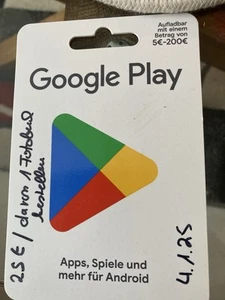 Aufladbar
mit einem
Betrag von
5€-200€
Google Play
25€/davon 1 Fotobuch
bestellen
Apps, Spiele und
mehr für Android
4.1.25